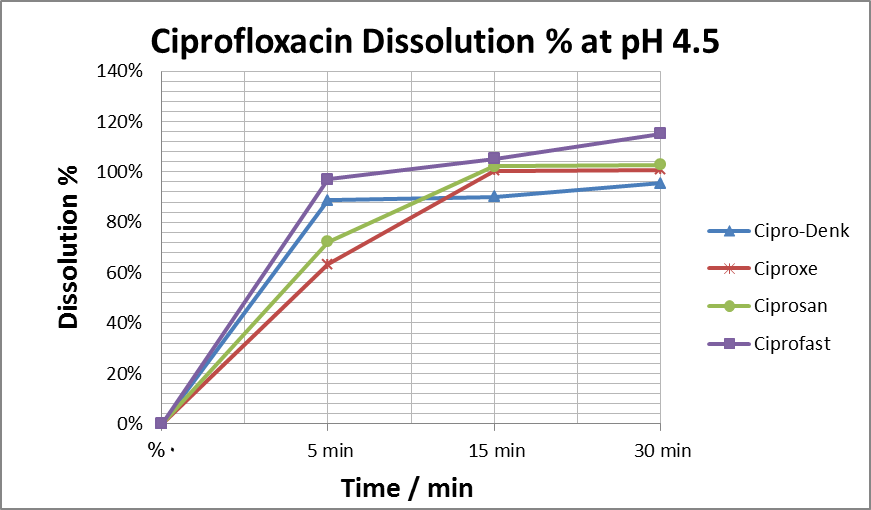 Ciprofloxacin Dissolution % at pH 4.5
140%
120%
100%
80%
60%
40%
20%
0%
Dissolution %
% ·
5 min
15 min
30 min
Time / min
Cipro-Denk
Ciproxe
Ciprosan
Ciprofast